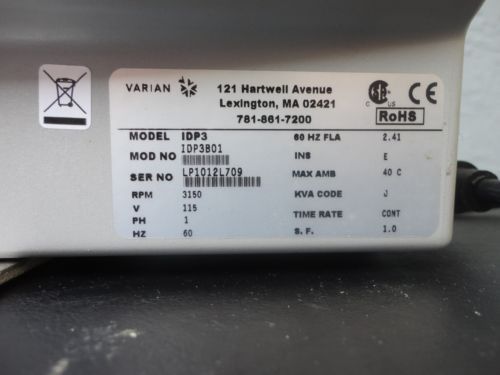 VARIAN
121 Hartwell Avenue
Lexington, MA 02421
781-861-7200
C US
CE
RoHS
MODEL IDP3 60 HZ FLA 2.41
MOD NO IDP3B01 INS E
SER NO LP1012L709 MAX AMB 40 C
RPM 3150 KVA CODE J
V 115
PH 1 TIME RATE CONT
HZ 60 S. F. 1.0